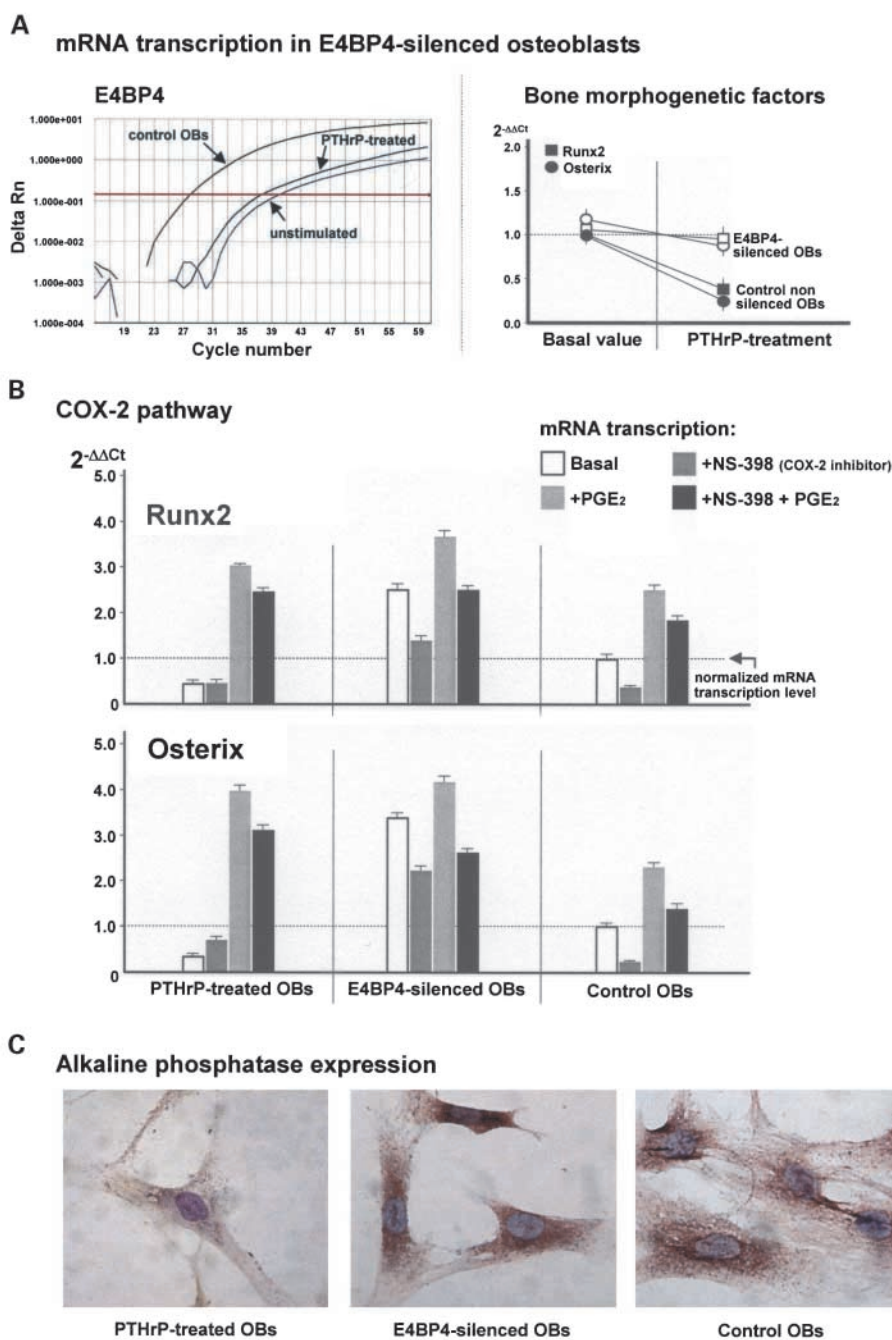 A
mRNA transcription in E4BP4-silenced osteoblasts
E4BP4
1.000e+001
1.000e+000
1.000e-001
1.000e-002
1.000e-003
1.000e-004
Delta Rn
control OBs
PTHrP-treated
unstimulated
19 23 27 31 35 39 43 47 51 55 59
Cycle number
Bone morphogenetic factors
2-ΔΔCt
2.0
1.5
1.0
0.5
0.0
Runx2
Osterix
E4BP4-
silenced OBs
Control non
silenced OBs
Basal value
PTHrP-treatment
B
COX-2 pathway
mRNA transcription:
Basal
+NS-398 (COX-2 inhibitor)
+PGE2
+NS-398 + PGE2
2-ΔΔCt
5.0
4.0
3.0
2.0
1.0
0
Runx2
normalized mRNA
transcription level
Osterix
5.0
4.0
3.0
2.0
1.0
0
PTHrP-treated OBs
E4BP4-silenced OBs
Control OBs
C
Alkaline phosphatase expression
PTHrP-treated OBs
E4BP4-silenced OBs
Control OBs